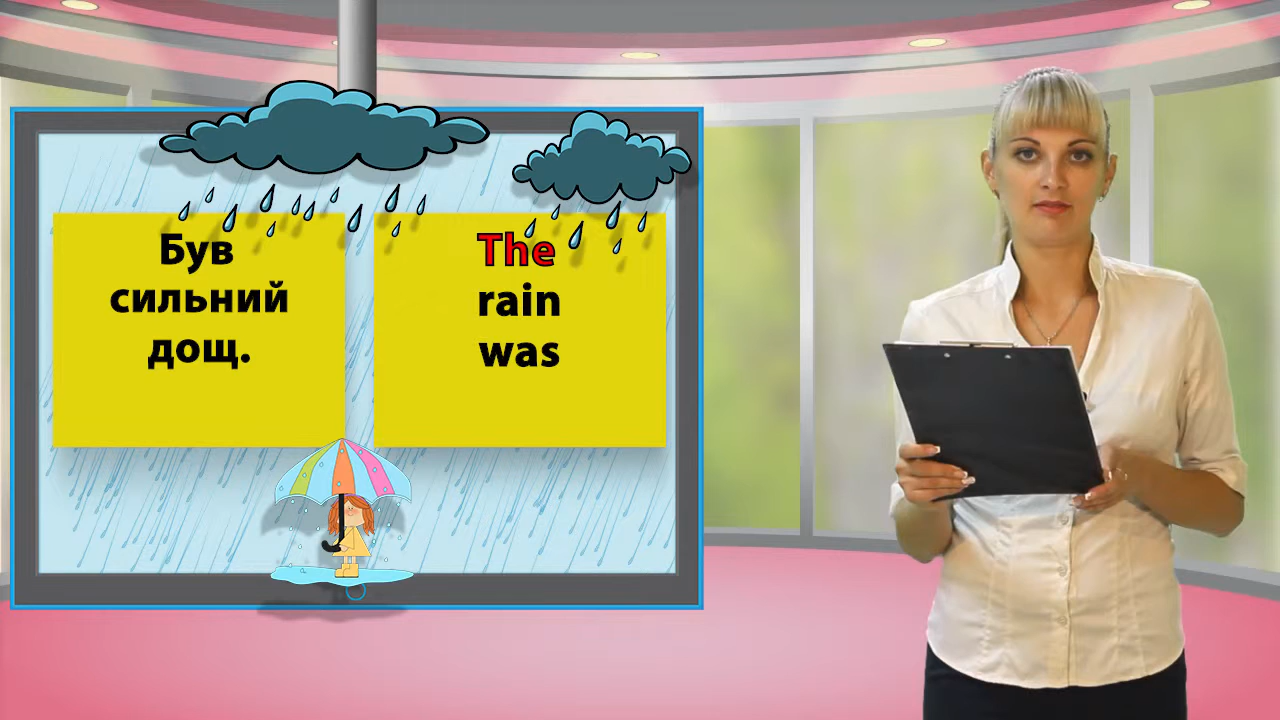 Був
сильний
дощ.
The
rain
was